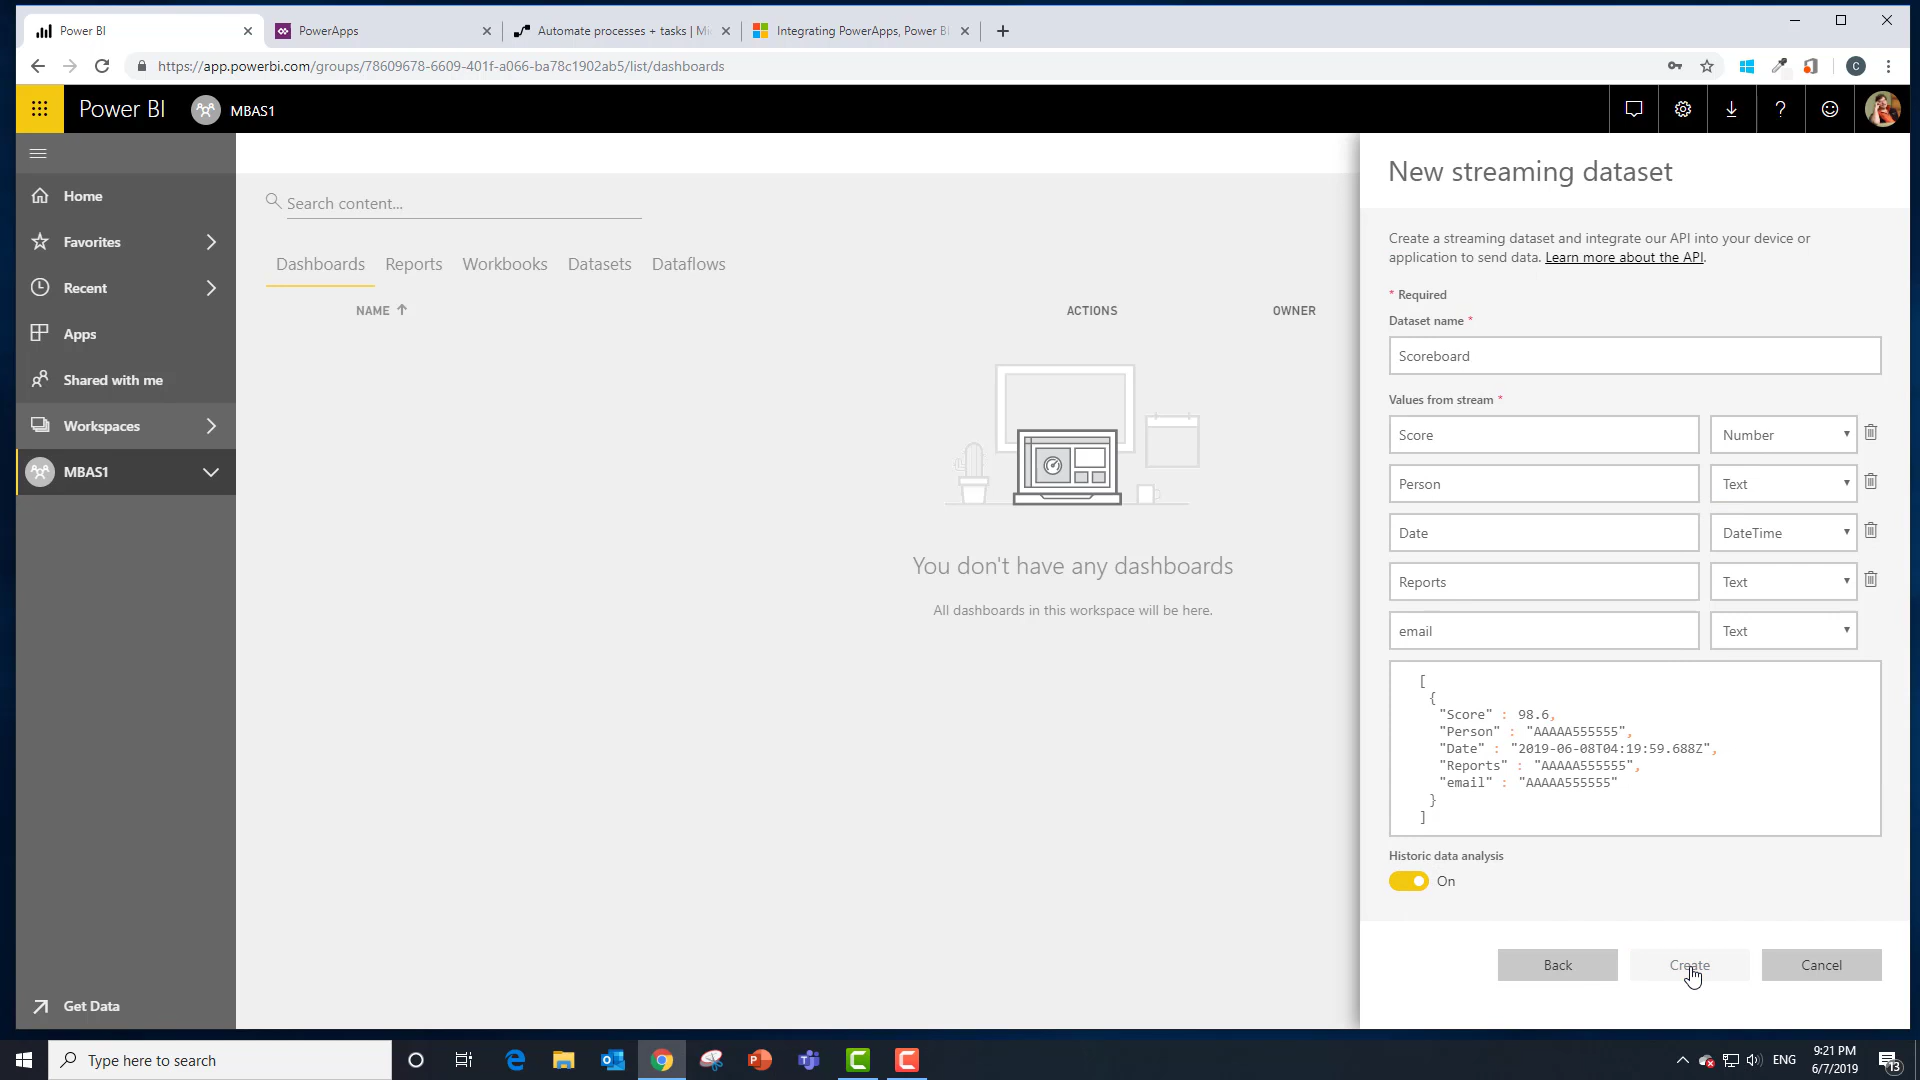 Power BI
PowerApps
Automate processes + tasks | Mi
Integrating PowerApps, Power B
https://app.powerbi.com/groups/78609678-6609-401f-a066-ba78c1902ab5/list/dashboards
C
Power BI
MBAS1
?
New streaming dataset
Home
Search content...
Create a streaming dataset and integrate our API into your device or
application to send data. Learn more about the API.
Favorites
Dashboards Reports Workbooks Datasets Dataflows
Recent
* Required
NAME ACTIONS OWNER
Dataset name *
Apps
Scoreboard
Shared with me
Values from stream *
Workspaces
Score Number
MBAS1
Person Text
Date DateTime
You don't have any dashboards
Reports Text
All dashboards in this workspace will be here.
email Text
[
{
"Score" : 98.6,
"Person" : "AAAAA555555",
"Date" : "2019-06-08T04:19:59.688Z",
"Reports" : "AAAAA555555",
"email" : "AAAAA555555"
}
]
Historic data analysis
On
Back Create Cancel
Get Data
Type here to search
ENG
9:21 PM
6/7/2019
13